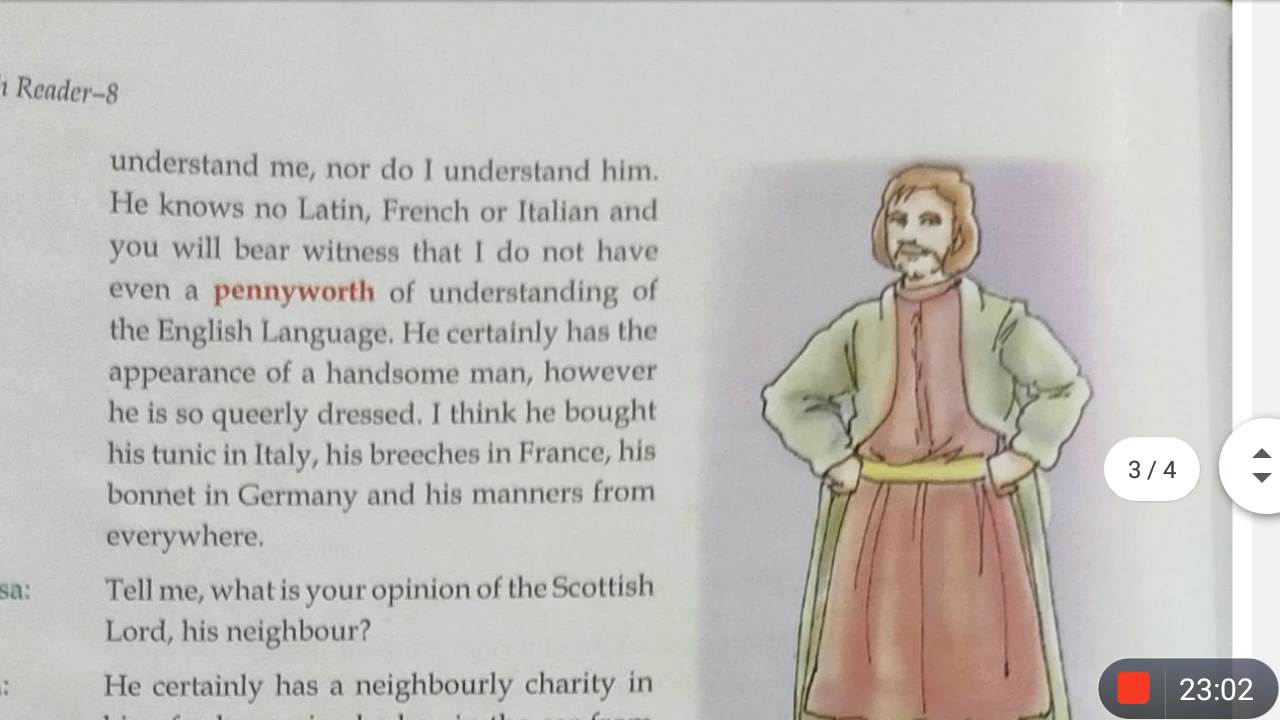 Reader–8
understand me, nor do I understand him.
He knows no Latin, French or Italian and
you will bear witness that I do not have
even a pennyworth of understanding of
the English Language. He certainly has the
appearance of a handsome man, however
he is so queerly dressed. I think he bought
his tunic in Italy, his breeches in France, his
bonnet in Germany and his manners from
everywhere.
sa:
Tell me, what is your opinion of the Scottish
Lord, his neighbour?
He certainly has a neighbourly charity in
3 / 4
23:02